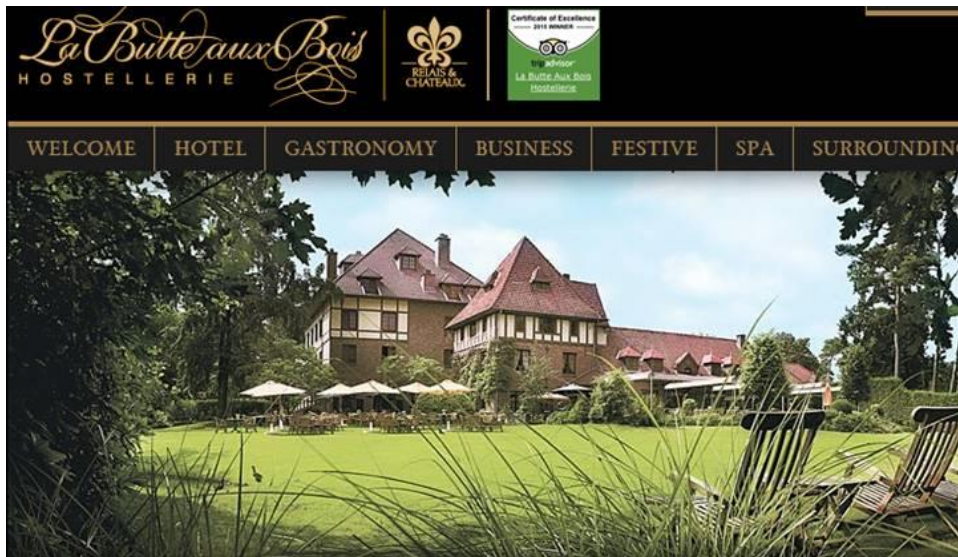 La Butte aux Bois
HOSTELLERIE
RELAIS &
CHATEAUX.
Certificate of Excellence
2015 WINNER
tripadvisor
La Butte Aux Bois
Hostellerie
WELCOME
HOTEL
GASTRONOMY
BUSINESS
FESTIVE
SPA
SURROUNDING